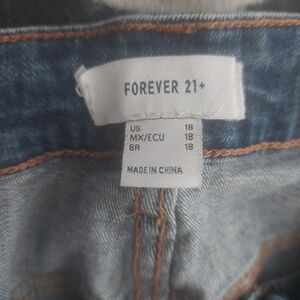 FOREVER 21+
US 18
MX/ECU 18
BR 18
MADE IN CHINA